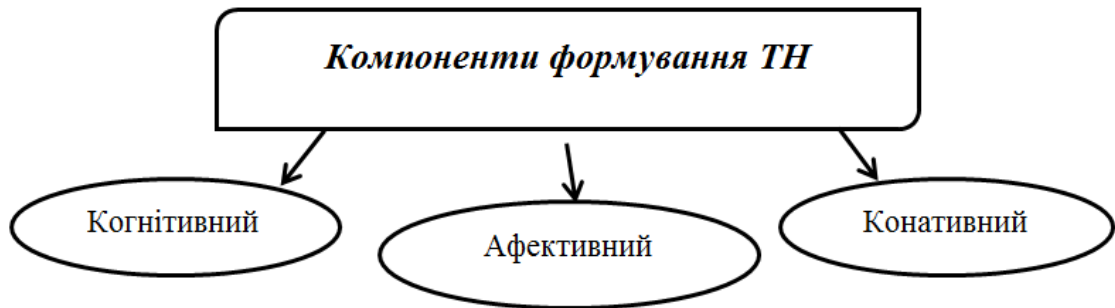 Компоненти формування ТН
Когнітивний
Афективний
Конативний